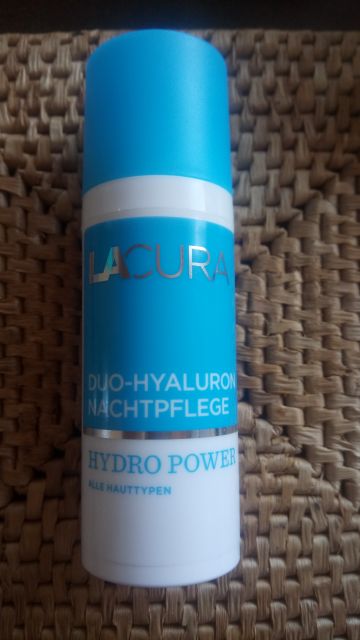 LACURA
DUO-HYALURON
NACHTPFLEGE
HYDRO POWER
ALLE HAUTTYPEN